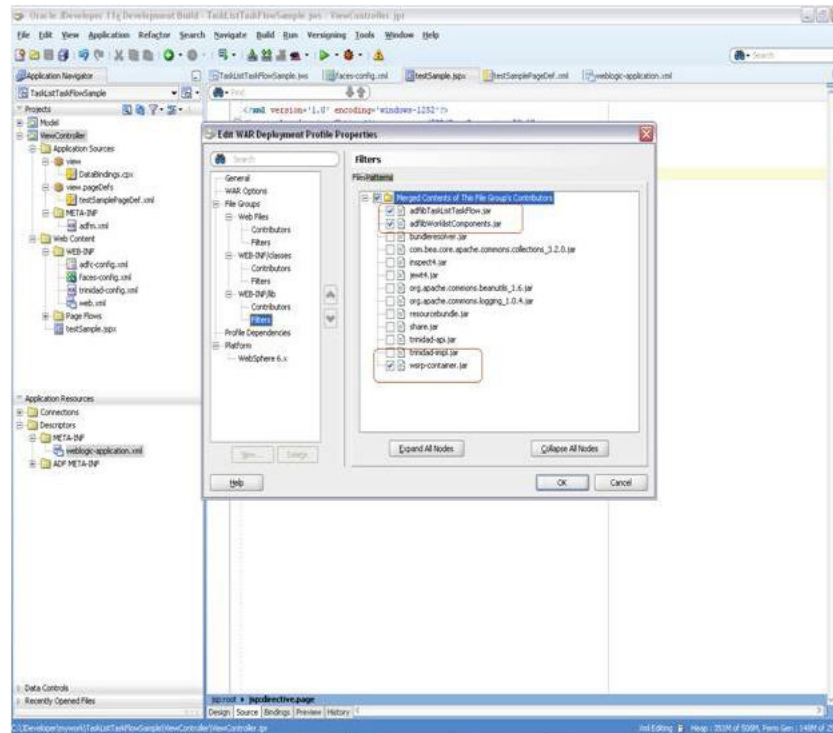 Oracle JDeveloper 11g Development Build - TaskListTaskFlowSample.jws : ViewController.jpr
File Edit View Application Refactor Search Navigate Build Run Versioning Tools Window Help
Search
Application Navigator
TaskListTaskFlowSample.jws
faces-config.xml
testSample.jspx
testSamplePageDef.xml
weblogic-application.xml
TaskListTaskFlowSample
Find
Projects
<?xml version='1.0' encoding='windows-1252'?>
Model
ViewController
Application Sources
view
DataBindings.cpx
view.pageDefs
testSamplePageDef.xml
META-INF
adfm.xml
Web Content
WEB-INF
adfc-config.xml
faces-config.xml
trinidad-config.xml
web.xml
Page Flows
testSample.jspx
Application Resources
Connections
Descriptors
META-INF
weblogic-application.xml
ADF META-INF
Data Controls
Recently Opened Files
Edit WAR Deployment Profile Properties
Search
General
WAR Options
File Groups
Web Files
Contributors
Filters
WEB-INF/classes
Contributors
Filters
WEB-INF/lib
Contributors
Filters
Profile Dependencies
Platform
WebSphere 6.x
New...
Delete
Filters
Files Patterns
Merged Contents of This File Group's Contributors
adflibTaskListTaskFlow.jar
adflibWorklistComponents.jar
bundleresolver.jar
com.bea.core.apache.commons.collections_3.2.0.jar
inspect4.jar
jewt4.jar
org.apache.commons.beanutils_1.6.jar
org.apache.commons.logging_1.0.4.jar
resourcebundle.jar
share.jar
trinidad-api.jar
trinidad-impl.jar
wsrp-container.jar
Expand All Nodes
Collapse All Nodes
Help
OK
Cancel
jsp:root jsp:directive.page
Design Source Bindings Preview History
Xml Editing